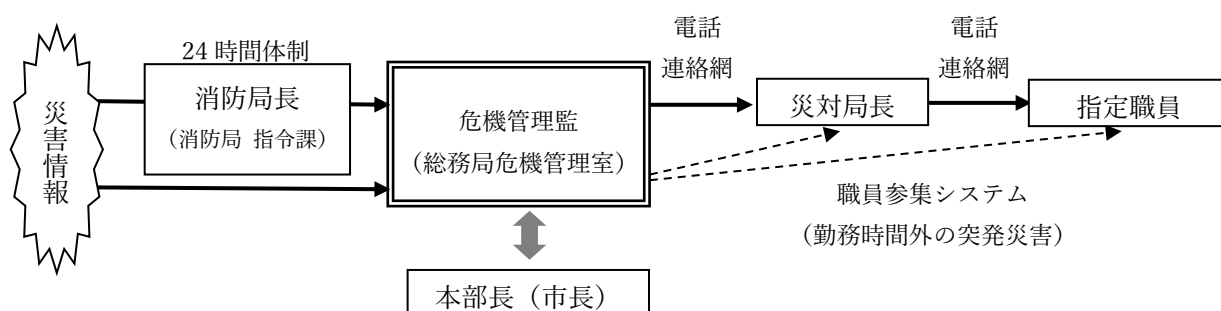 電話
連絡網
電話
連絡網
24 時間体制
災害情報
消防局長
（消防局 指令課）
危機管理監
（総務局危機管理室）
災対局長
指定職員
職員参集システム
（勤務時間外の突発災害）
本部長（市長）